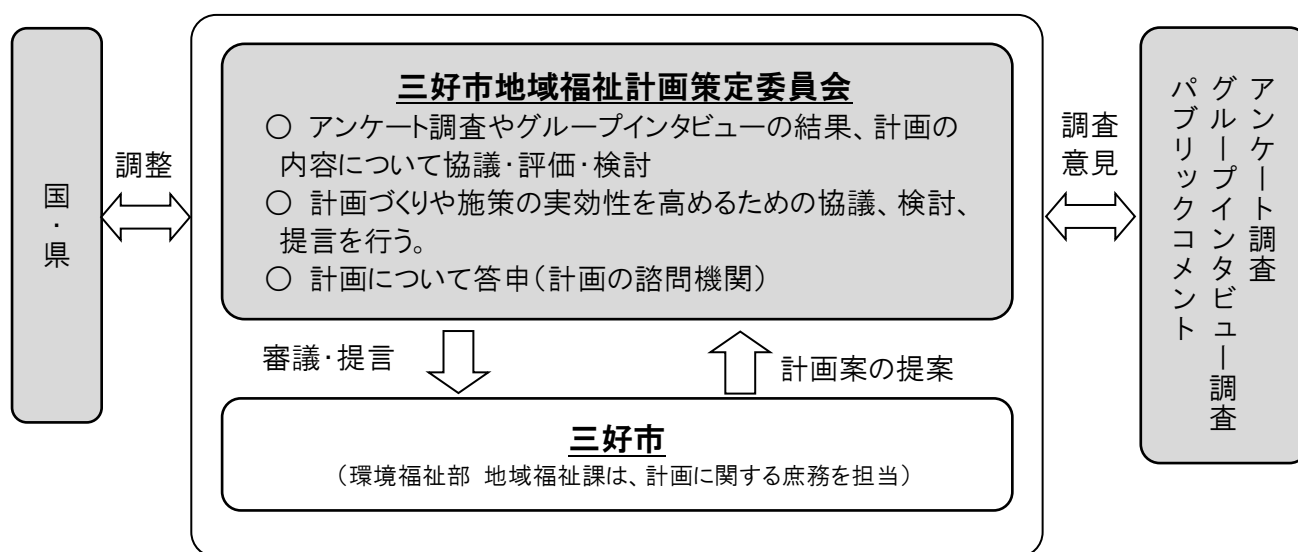 国・県
調整
三好市地域福祉計画策定委員会
○ アンケート調査やグループインタビューの結果、計画の
内容について協議・評価・検討
○ 計画づくりや施策の実効性を高めるための協議、検討、
提言を行う。
○ 計画について答申（計画の諮問機関）
審議・提言
計画案の提案
三好市
（環境福祉部 地域福祉課は、計画に関する庶務を担当）
調査
意見
アンケート調査
グループインタビュー調査
パブリックコメント